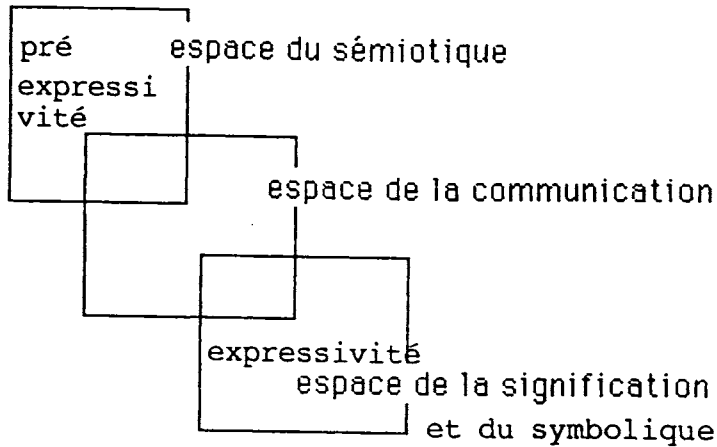 pré
espace du sémiotique
expressi
vité
espace de la communication
expressivité
espace de la signification
et du symbolique